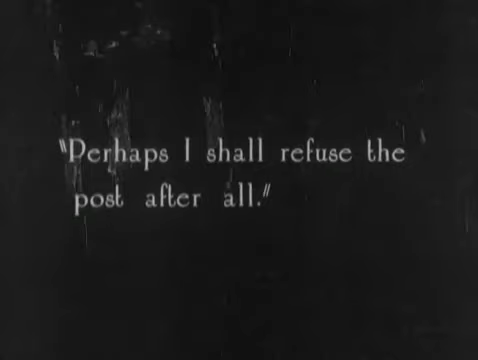 "Perhaps I shall refuse the
post after all."